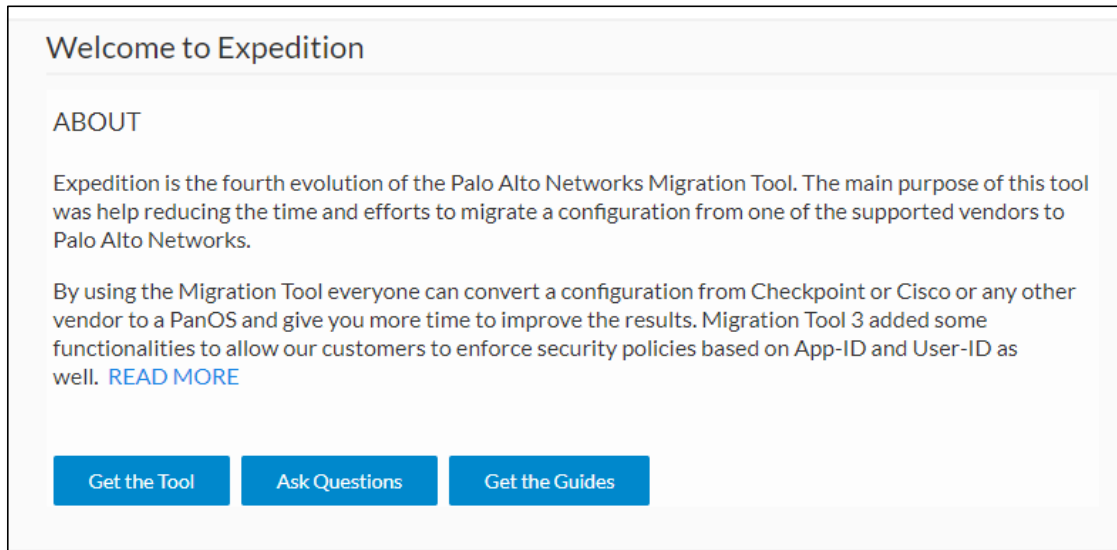 Welcome to Expedition
ABOUT
Expedition is the fourth evolution of the Palo Alto Networks Migration Tool. The main purpose of this tool
was help reducing the time and efforts to migrate a configuration from one of the supported vendors to
Palo Alto Networks.
By using the Migration Tool everyone can convert a configuration from Checkpoint or Cisco or any other
vendor to a PanOS and give you more time to improve the results. Migration Tool 3 added some
functionalities to allow our customers to enforce security policies based on App-ID and User-ID as
well. READ MORE
Get the Tool Ask Questions Get the Guides